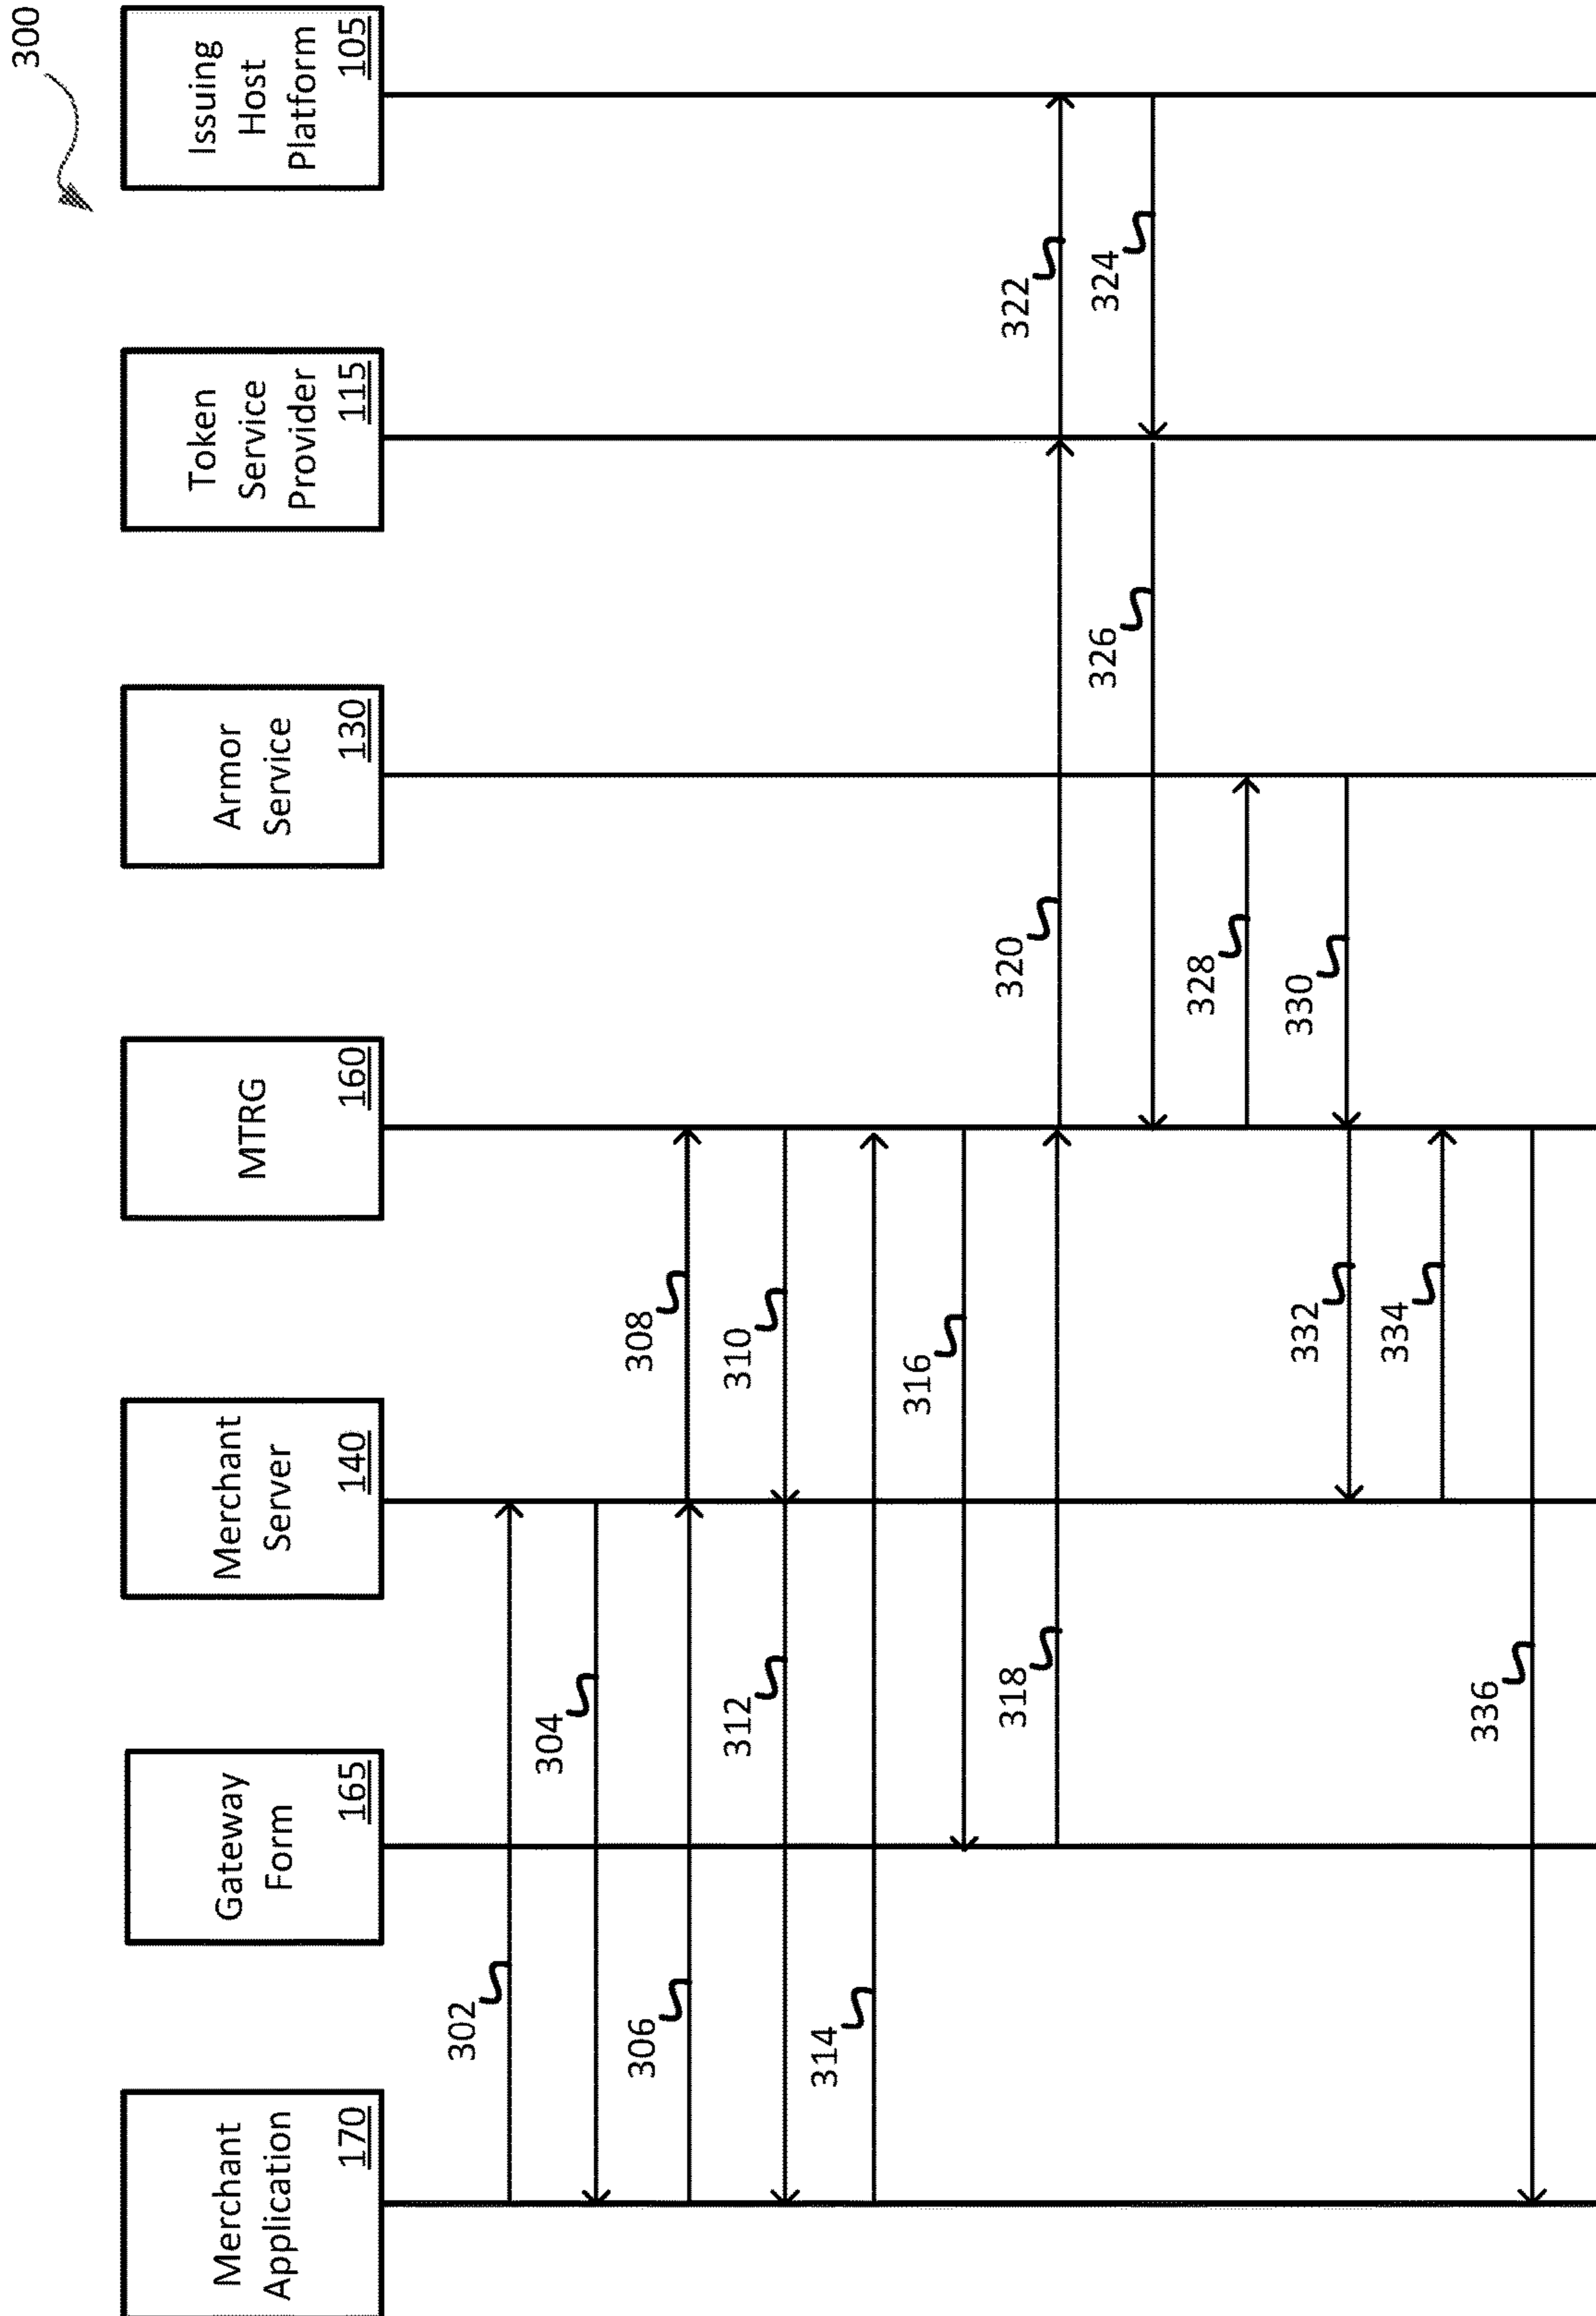 300
Merchant
Application
170
Gateway
Form
165
Merchant
Server
140
MTRG
160
Armor
Service
130
Token
Service
Provider
115
Issuing
Host
Platform
105
302
304
306
308
310
312
314
316
318
320
322
324
326
328
330
332
334
336